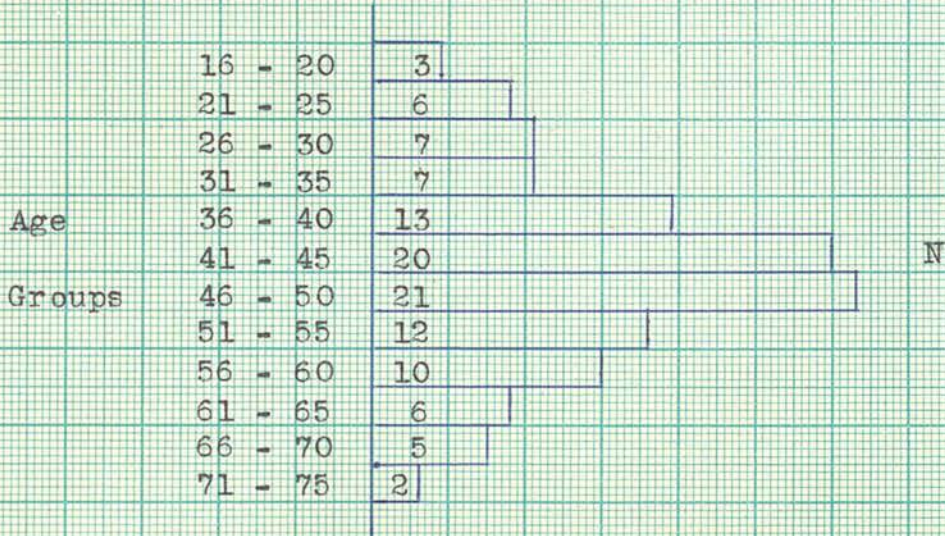 16 - 20 3
21 - 25 6
26 - 30 7
31 - 35 7
Age 36 - 40 13
41 - 45 20 N
Groups 46 - 50 21
51 - 55 12
56 - 60 10
61 - 65 6
66 - 70 5
71 - 75 2